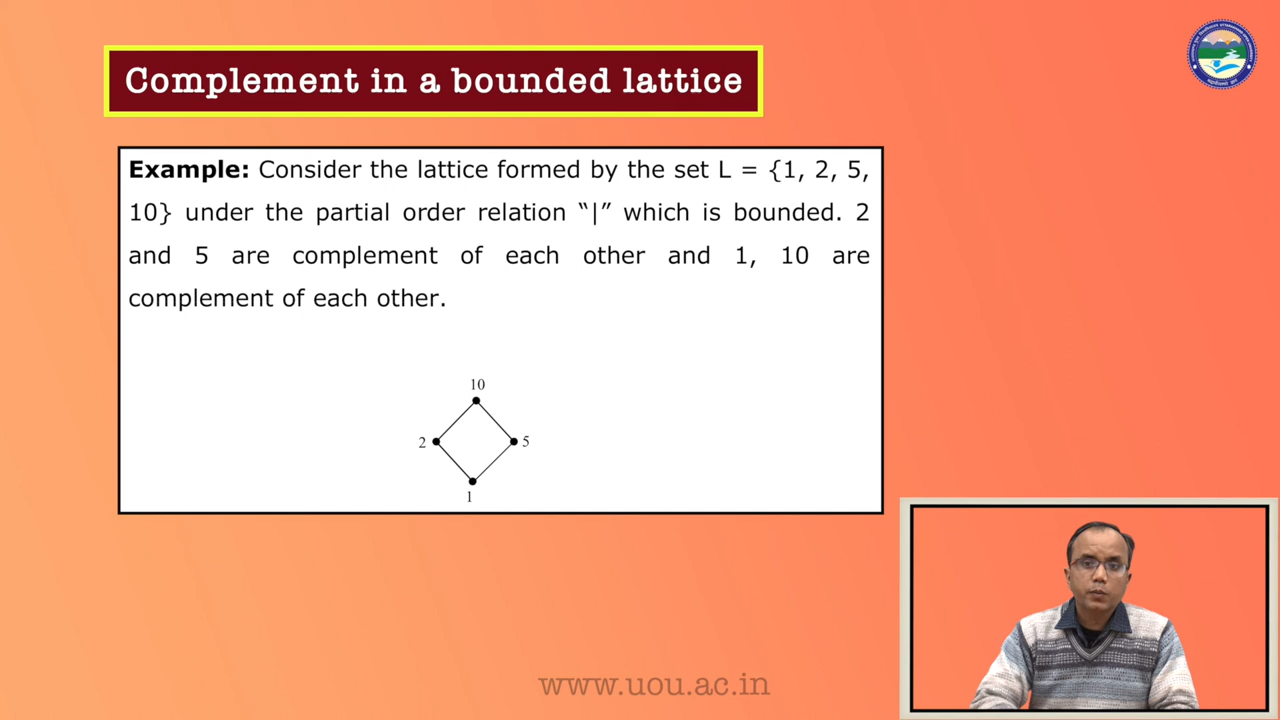 Complement in a bounded lattice
Example: Consider the lattice formed by the set L = {1, 2, 5,
10} under the partial order relation “|” which is bounded. 2
and 5 are complement of each other and 1, 10 are
complement of each other.
10
2
5
1
www.uou.ac.in